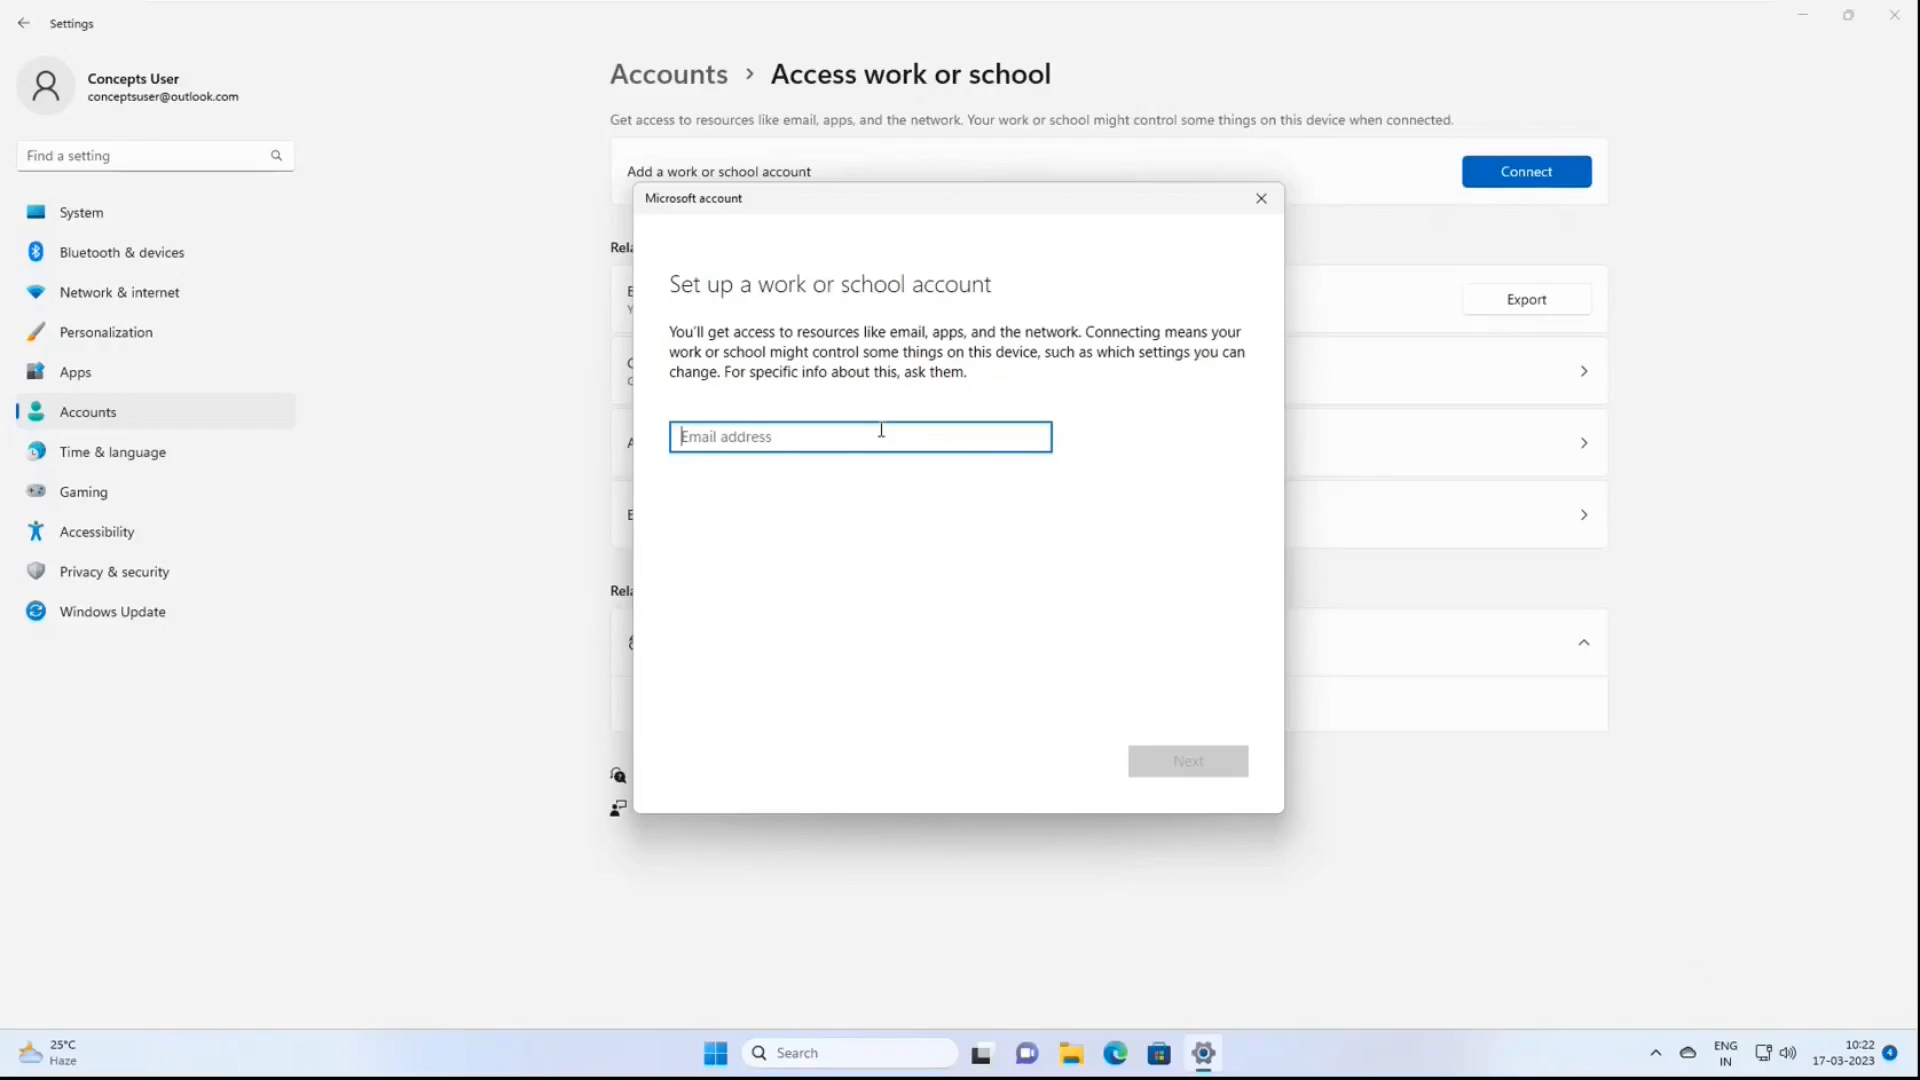 Settings
Concepts User
conceptsuser@outlook.com
Find a setting
System
Bluetooth & devices
Network & internet
Personalization
Apps
Accounts
Time & language
Gaming
Accessibility
Privacy & security
Windows Update
Accounts > Access work or school
Get access to resources like email, apps, and the network. Your work or school might control some things on this device when connected.
Add a work or school account
Connect
Export
Microsoft account
Set up a work or school account
You'll get access to resources like email, apps, and the network. Connecting means your
work or school might control some things on this device, such as which settings you can
change. For specific info about this, ask them.
Email address
Next
25°C
Haze
Search
ENG
IN
10:22
17-03-2023
4